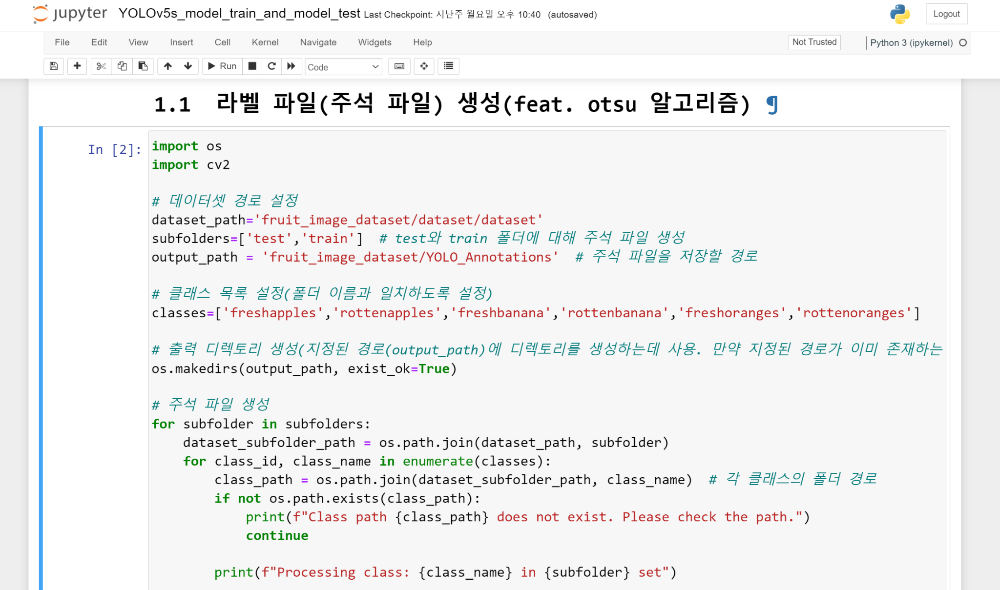 jupyter YOLOv5s_model_train_and_model_test Last Checkpoint: 지난주 월요일 오후 10:40 (autosaved)
Logout
File Edit View Insert Cell Kernel Navigate Widgets Help
Not Trusted
Python 3 (ipykernel)
Run
Code
1.1 라벨 파일(주석 파일) 생성(feat. otsu 알고리즘) ¶
In [2]:
import os
import cv2
# 데이터셋 경로 설정
dataset_path='fruit_image_dataset/dataset/dataset'
subfolders=['test','train']  # test와 train 폴더에 대해 주석 파일 생성
output_path = 'fruit_image_dataset/YOLO_Annotations'  # 주석 파일을 저장할 경로
# 클래스 목록 설정(폴더 이름과 일치하도록 설정)
classes=['freshapples','rottenapples','freshbanana','rottenbanana','freshoranges','rottenoranges']
# 출력 디렉토리 생성(지정된 경로(output_path)에 디렉토리를 생성하는데 사용. 만약 지정된 경로가 이미 존재하는
os.makedirs(output_path, exist_ok=True)
# 주석 파일 생성
for subfolder in subfolders:
    dataset_subfolder_path = os.path.join(dataset_path, subfolder)
    for class_id, class_name in enumerate(classes):
        class_path = os.path.join(dataset_subfolder_path, class_name)  # 각 클래스의 폴더 경로
        if not os.path.exists(class_path):
            print(f"Class path {class_path} does not exist. Please check the path.")
            continue
        print(f"Processing class: {class_name} in {subfolder} set")